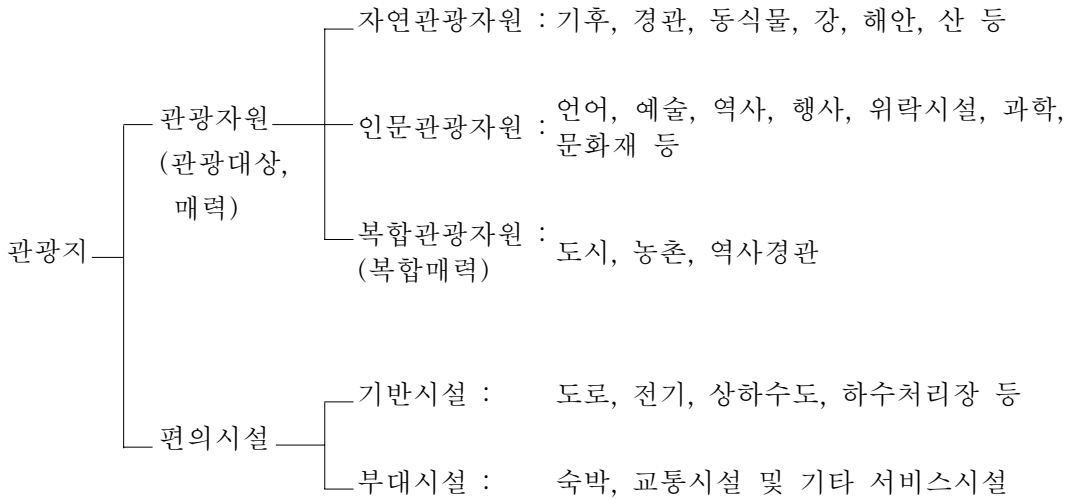 자연관광자원 : 기후, 경관, 동식물, 강, 해안, 산 등
관광자원
(관광대상,
매력)
인문관광자원 : 언어, 예술, 역사, 행사, 위락시설, 과학,
문화재 등
관광지
복합관광자원 :
(복합매력)
도시, 농촌, 역사경관
기반시설 : 도로, 전기, 상하수도, 하수처리장 등
편의시설
부대시설 : 숙박, 교통시설 및 기타 서비스시설